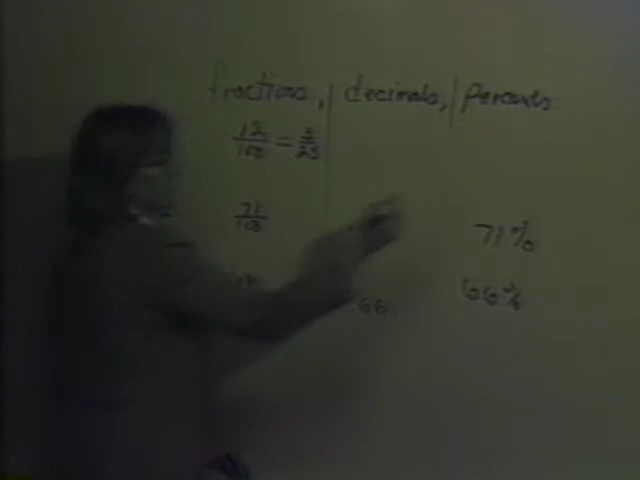 fractions, | decimals, | percents
12/100 = 3/25
71/100 71%
.66 66%